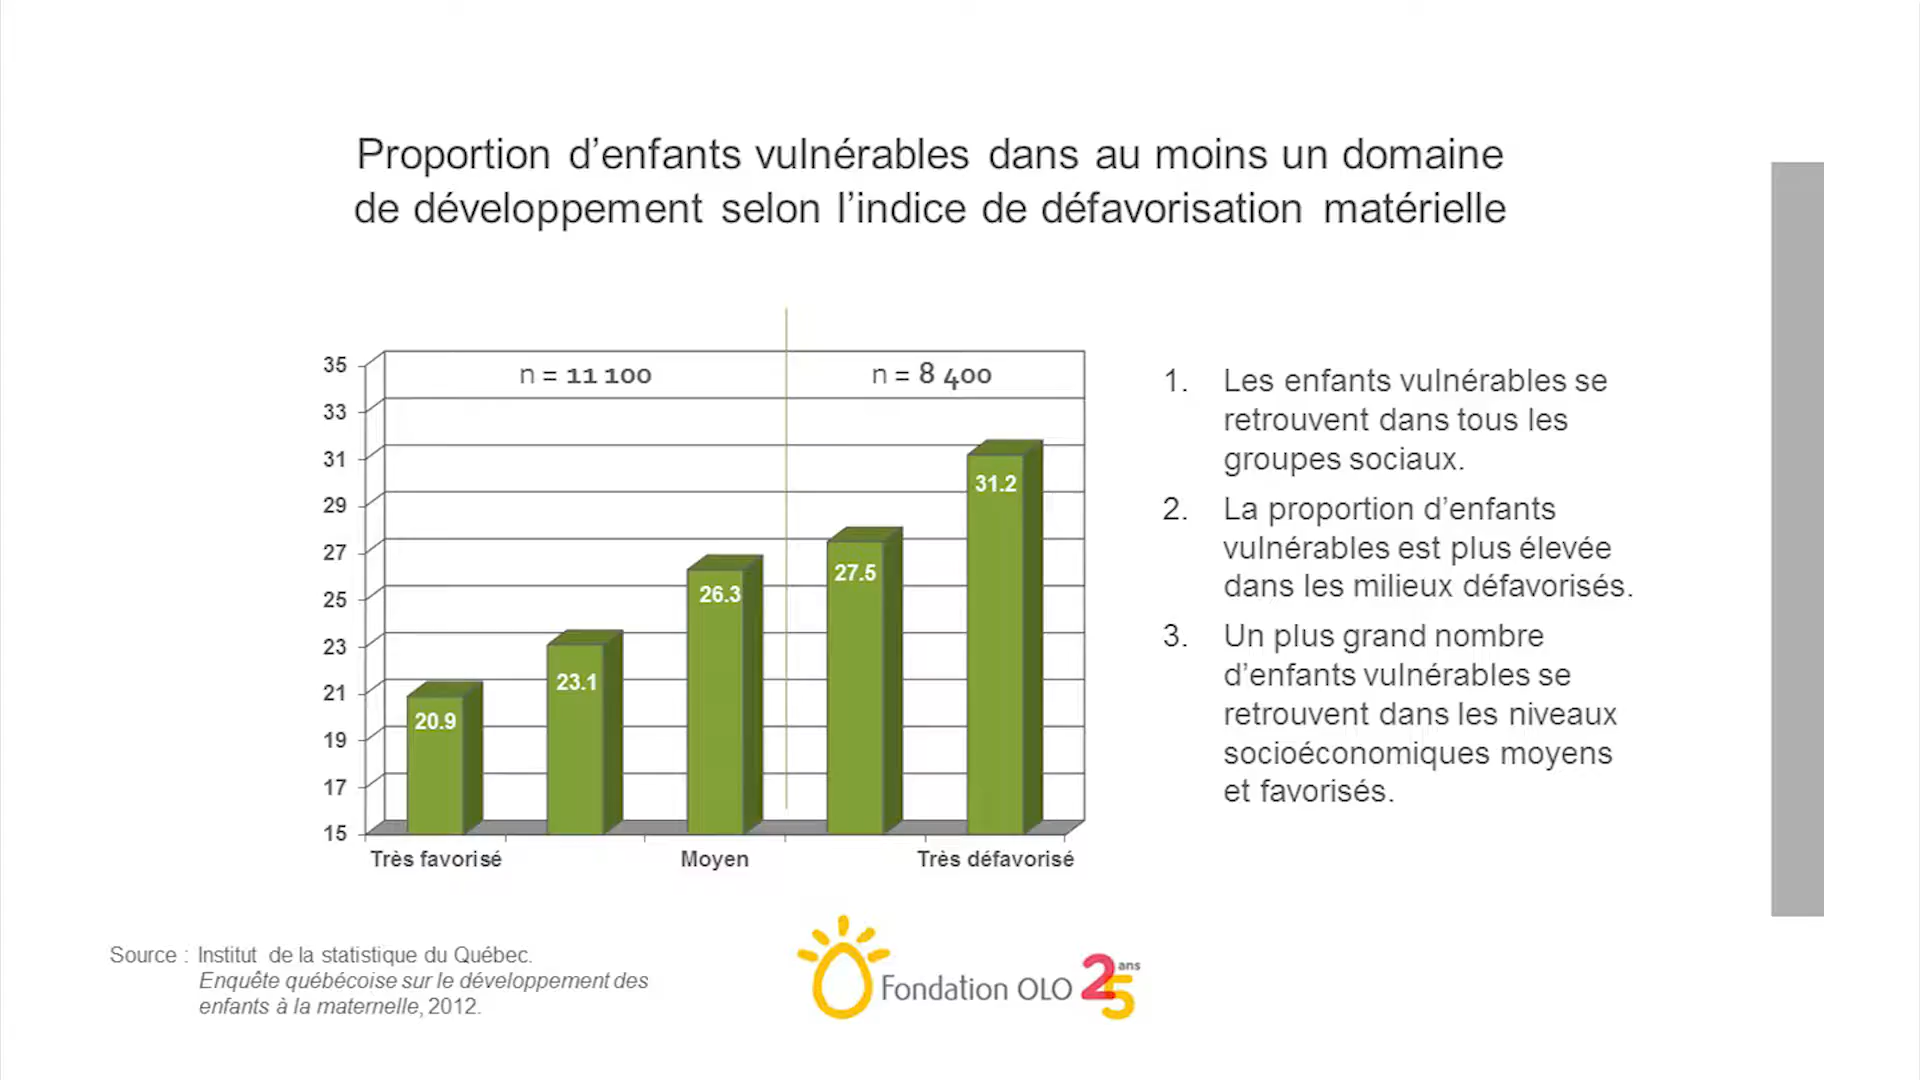 Proportion d’enfants vulnérables dans au moins un domaine
de développement selon l’indice de défavorisation matérielle
n = 11 100
n = 8 400
35
33
31
29
27
25
23
21
19
17
15
20.9
23.1
26.3
27.5
31.2
Très favorisé
Moyen
Très défavorisé
1. Les enfants vulnérables se
retrouvent dans tous les
groupes sociaux.
2. La proportion d’enfants
vulnérables est plus élevée
dans les milieux défavorisés.
3. Un plus grand nombre
d’enfants vulnérables se
retrouvent dans les niveaux
socioéconomiques moyens
et favorisés.
Source : Institut de la statistique du Québec.
Enquête québécoise sur le développement des
enfants à la maternelle, 2012.
Fondation OLO 25 ans